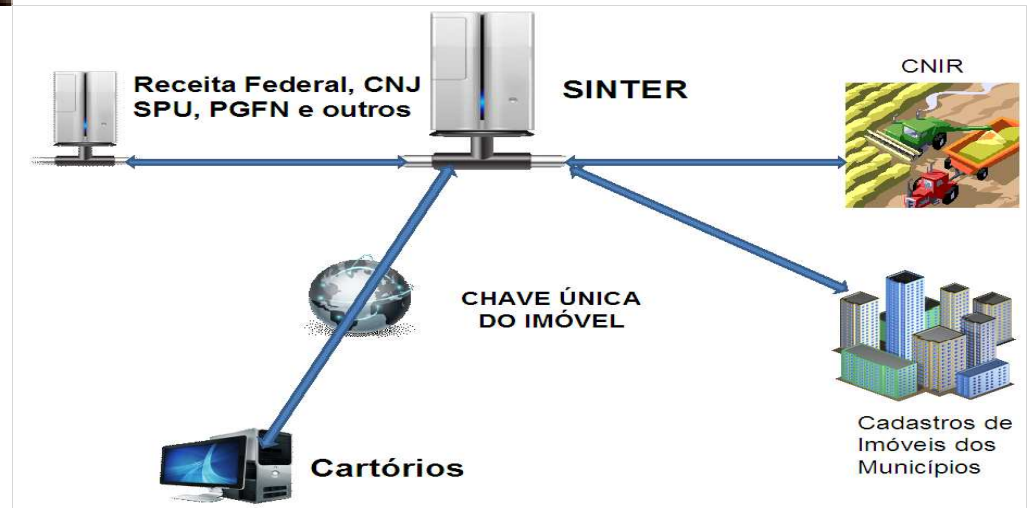 Receita Federal, CNJ
SPU, PGFN e outros
SINTER
CNIR
CHAVE ÚNICA
DO IMÓVEL
Cadastros de
Imóveis dos
Municípios
Cartórios